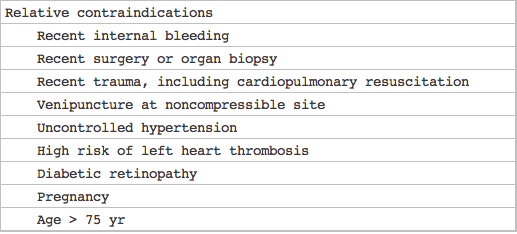 Relative contraindications
Recent internal bleeding
Recent surgery or organ biopsy
Recent trauma, including cardiopulmonary resuscitation
Venipuncture at noncompressible site
Uncontrolled hypertension
High risk of left heart thrombosis
Diabetic retinopathy
Pregnancy
Age > 75 yr